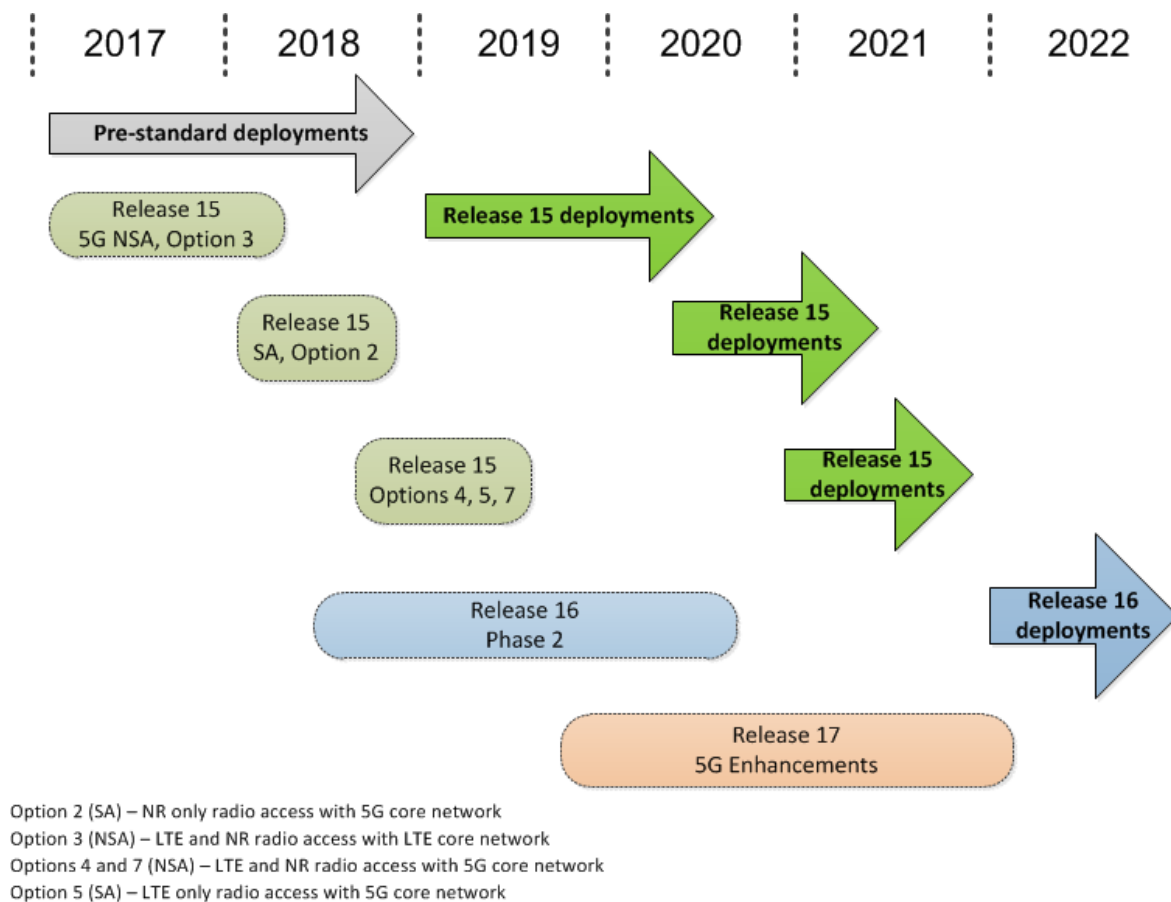 2017 2018 2019 2020 2021 2022
Pre-standard deployments
Release 15
5G NSA, Option 3
Release 15 deployments
Release 15
SA, Option 2
Release 15
deployments
Release 15
Options 4, 5, 7
Release 15
deployments
Release 16
Phase 2
Release 16
deployments
Release 17
5G Enhancements
Option 2 (SA) – NR only radio access with 5G core network
Option 3 (NSA) – LTE and NR radio access with LTE core network
Options 4 and 7 (NSA) – LTE and NR radio access with 5G core network
Option 5 (SA) – LTE only radio access with 5G core network